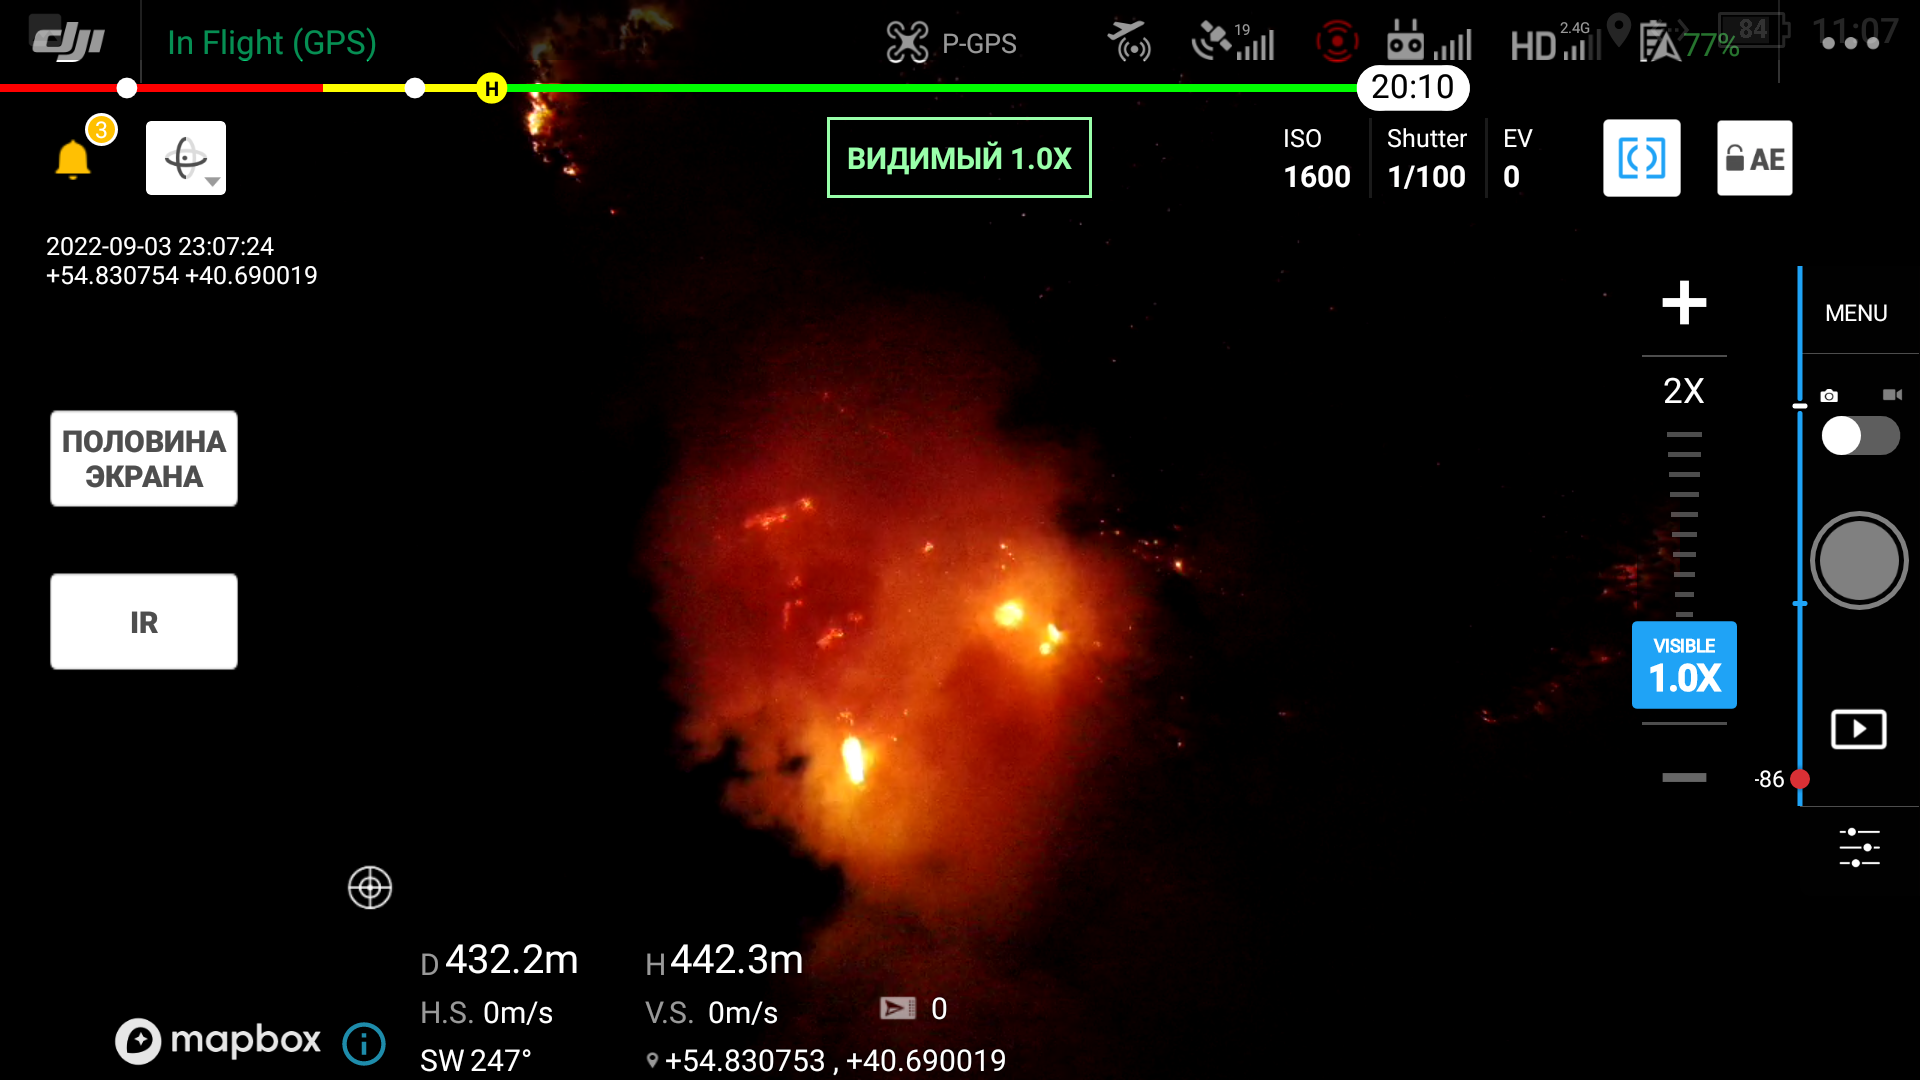 dji
In Flight (GPS)
P-GPS
19
HD
2.4G
77%
84
11:07
H
20:10
3
ВИДИМЫЙ 1.0X
ISO
1600
Shutter
1/100
EV
0
AE
2022-09-03 23:07:24
+54.830754 +40.690019
MENU
2X
ПОЛОВИНА
ЭКРАНА
IR
VISIBLE
1.0X
-86
D 432.2m
H 442.3m
H.S. 0m/s
V.S. 0m/s
0
mapbox
SW 247°
+54.830753 , +40.690019